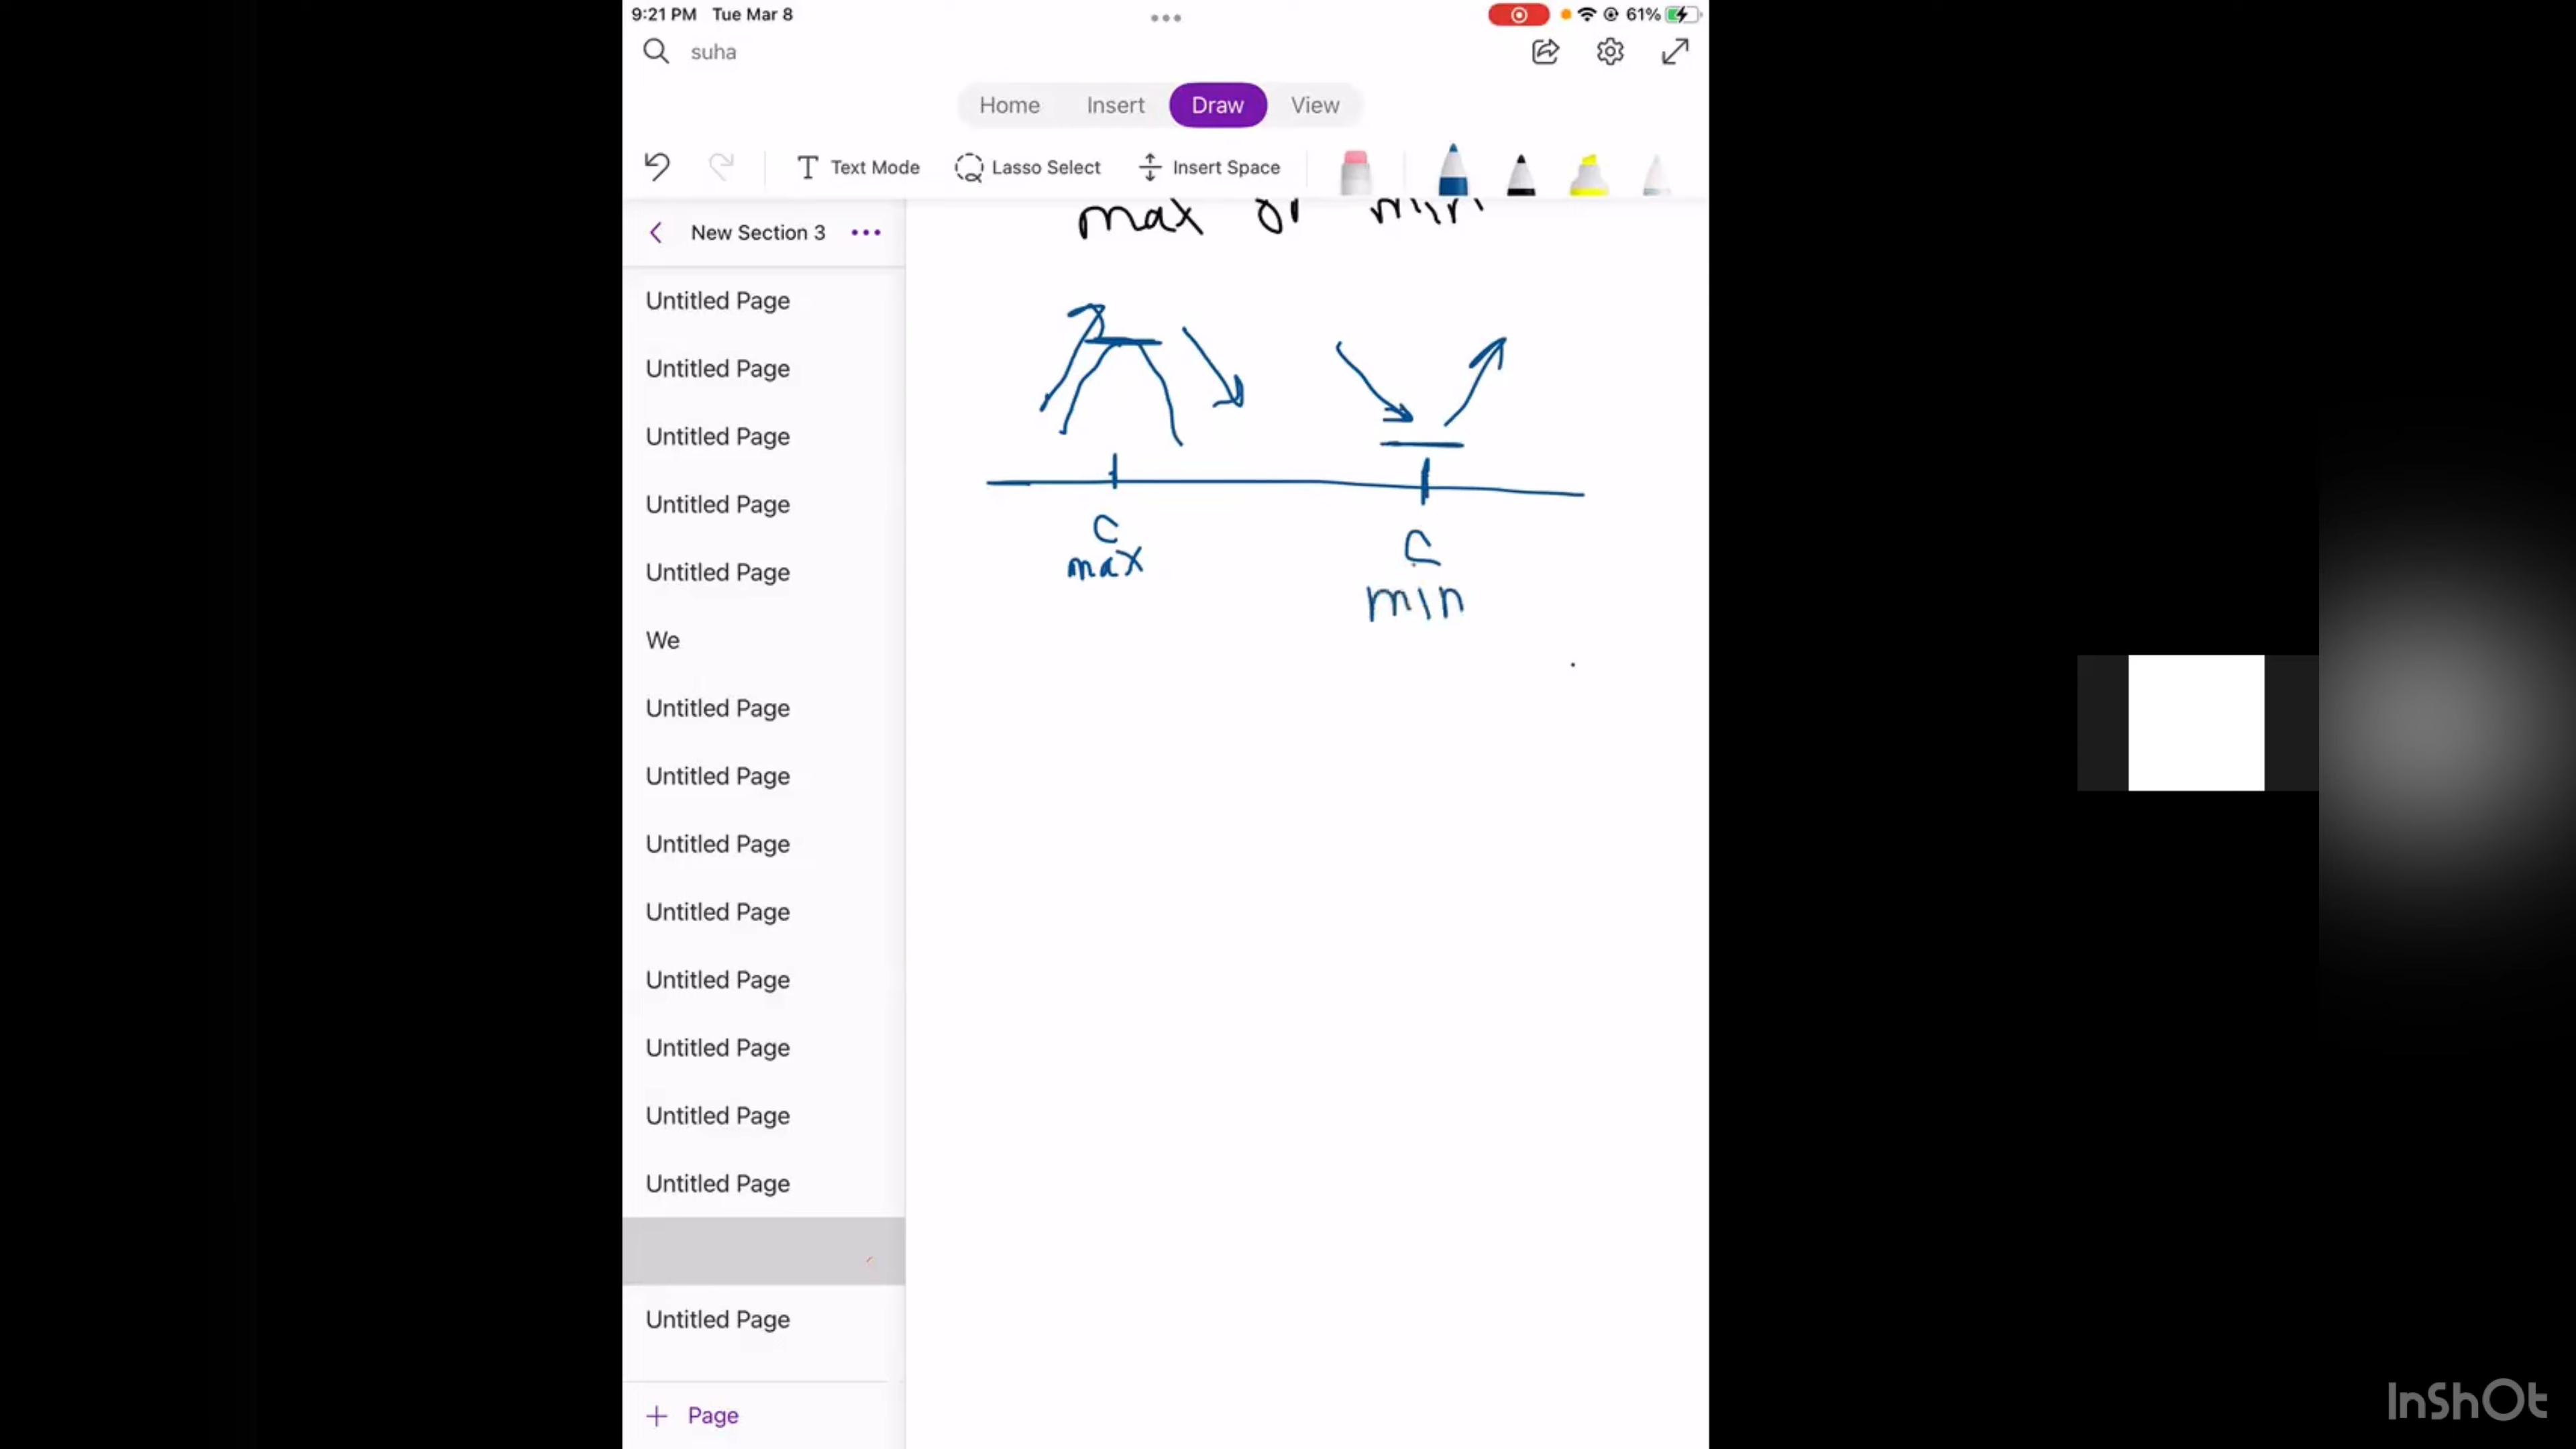 9:21 PM Tue Mar 8
61%
suha
Home Insert Draw View
Text Mode Lasso Select Insert Space
New Section 3
max or min
Untitled Page
Untitled Page
Untitled Page
Untitled Page
Untitled Page
We
Untitled Page
Untitled Page
Untitled Page
Untitled Page
Untitled Page
Untitled Page
Untitled Page
Untitled Page
Untitled Page
+ Page
c
max
c
min
InShOt